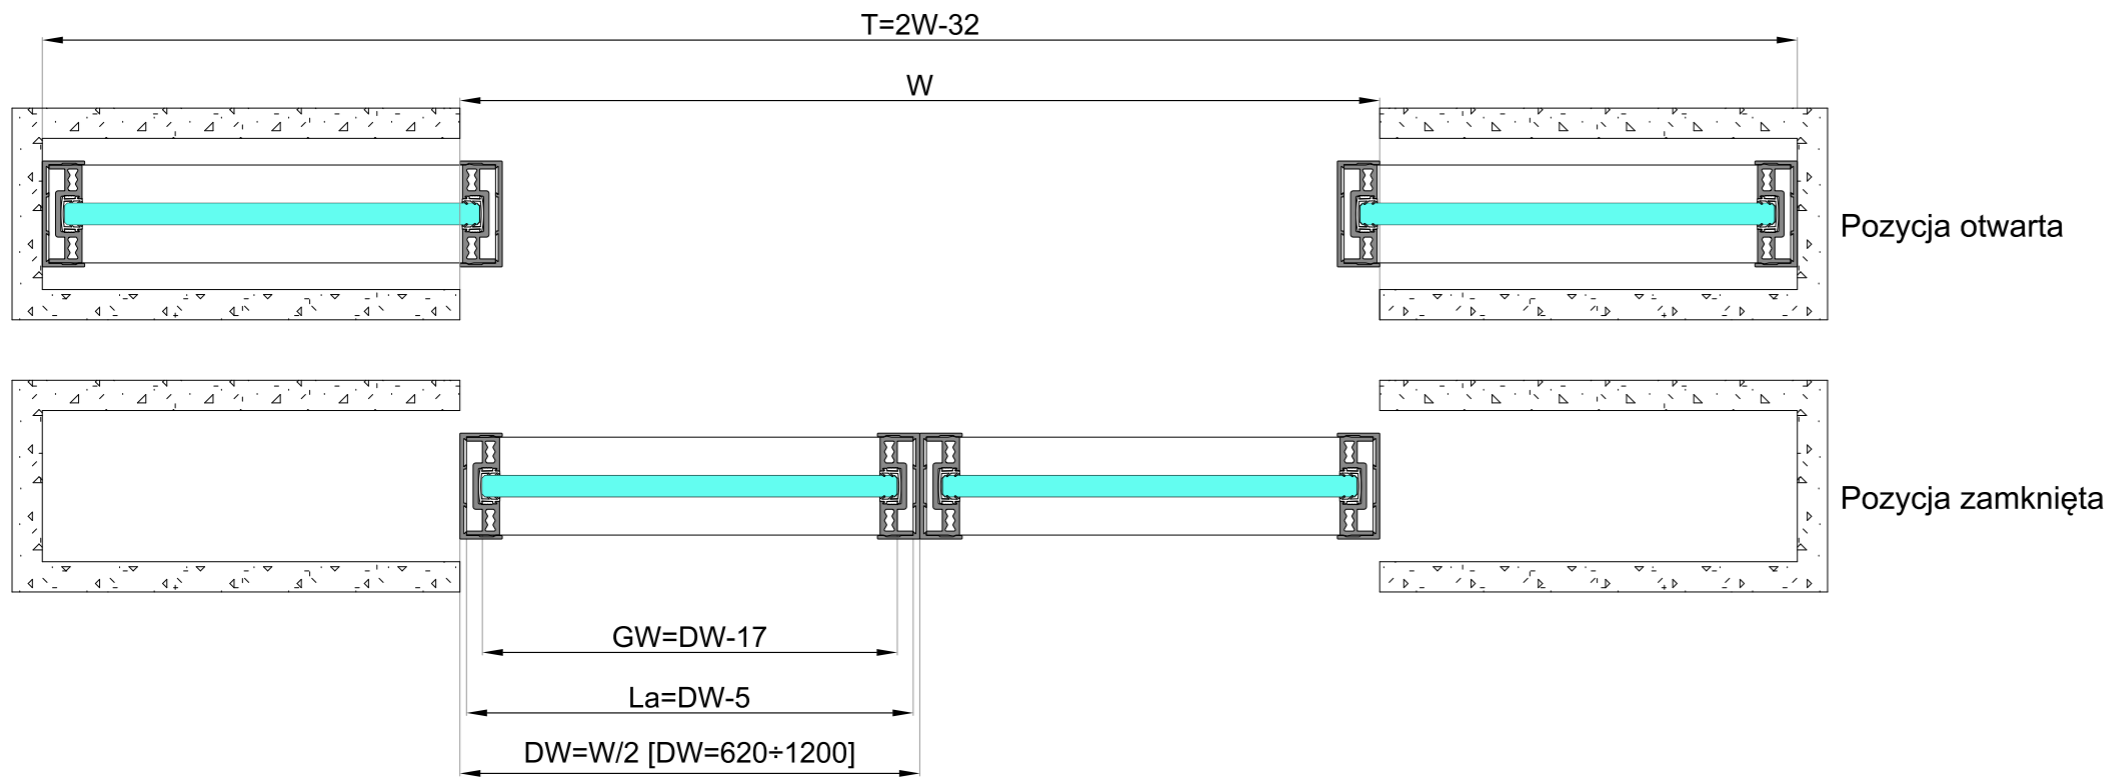 T=2W-32
W
Pozycja otwarta
Pozycja zamknięta
GW=DW-17
La=DW-5
DW=W/2 [DW=620÷1200]